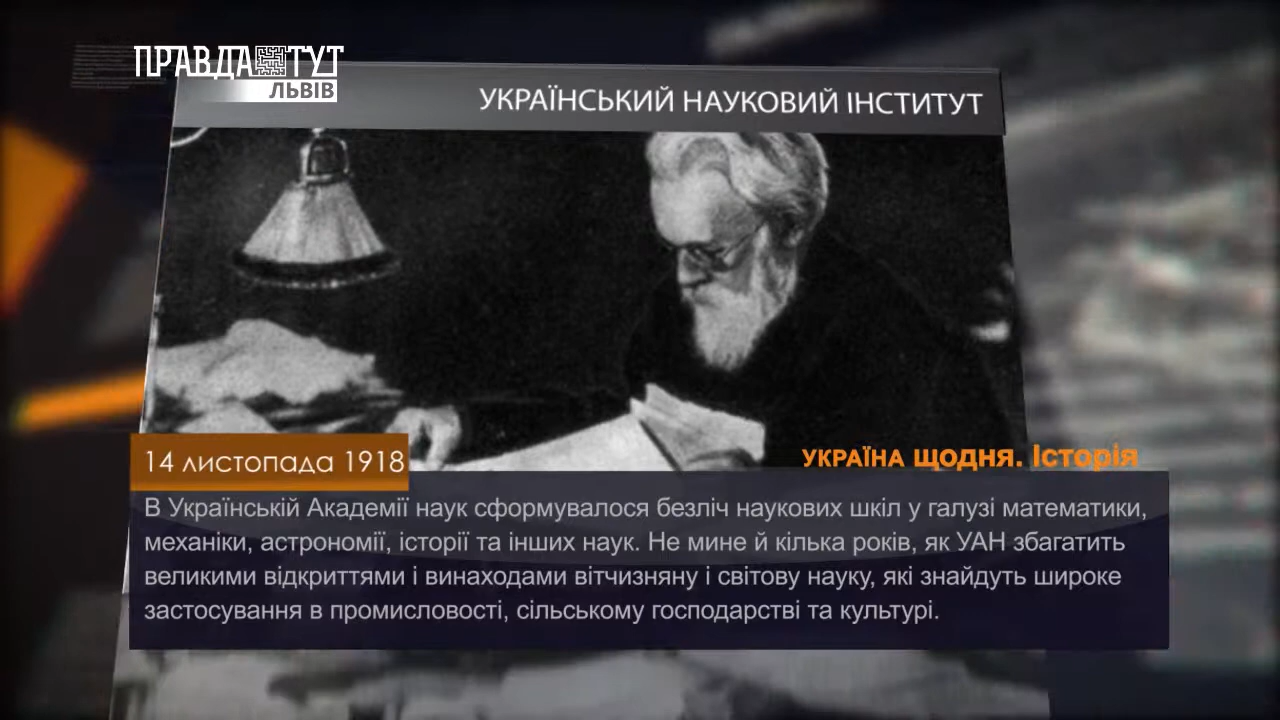 ПРАВДА ТУТ
ЛЬВІВ
УКРАЇНСЬКИЙ НАУКОВИЙ ІНСТИТУТ
14 листопада 1918
УКРАЇНА ЩОДНЯ. Історія
В Українській Академії наук сформувалося безліч наукових шкіл у галузі математики,
механіки, астрономії, історії та інших наук. Не мине й кілька років, як УАН збагатить
великими відкриттями і винаходами вітчизняну і світову науку, які знайдуть широке
застосування в промисловості, сільському господарстві та культурі.